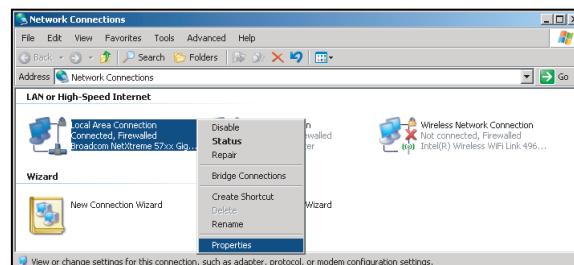 Network Connections
File Edit View Favorites Tools Advanced Help
Back Search Folders
Address Network Connections Go
LAN or High-Speed Internet
Local Area Connection
Connected, Firewalled
Broadcom NetXtreme 57xx Gig...
Disable
Status
Repair
Bridge Connections
Create Shortcut
Delete
Rename
Properties
Wireless Network Connection
Not connected, Firewalled
Intel(R) Wireless WiFi Link 496...
Wizard
New Connection Wizard
Wizard
View or change settings for this connection, such as adapter, protocol, or modem configuration settings.